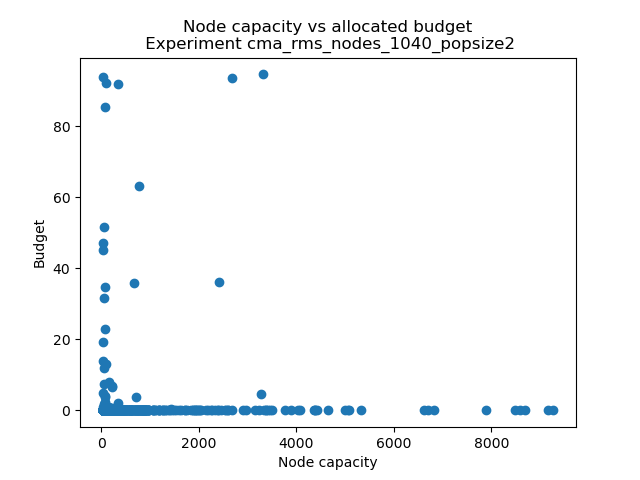 Node capacity vs allocated budget
Experiment cma_rms_nodes_1040_popsize2
80
60
40
20
0
Budget
0 2000 4000 6000 8000
Node capacity